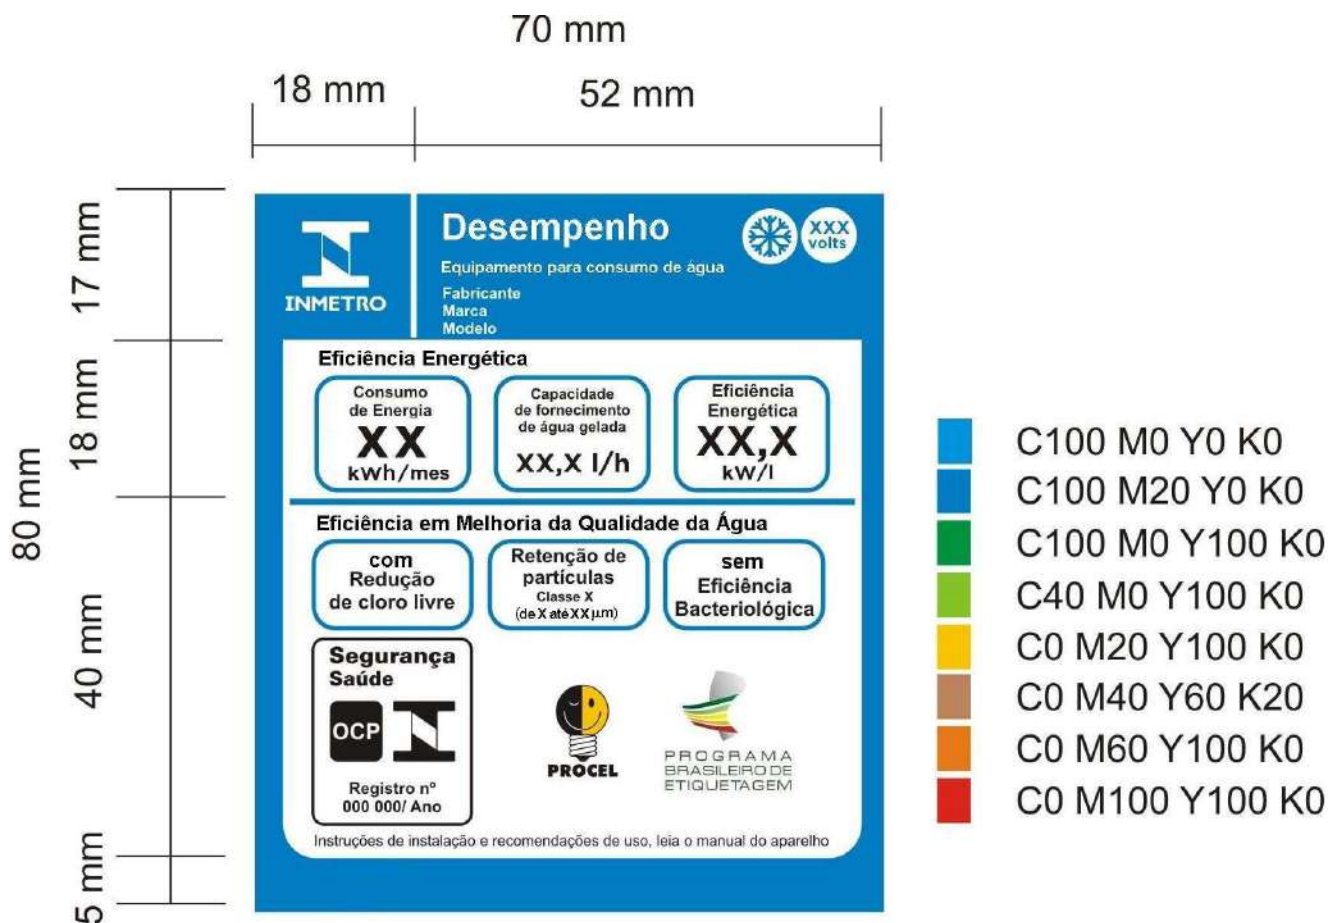 70 mm
18 mm
52 mm
17 mm
18 mm
80 mm
40 mm
5 mm
INMETRO
Desempenho
XXX
volts
Equipamento para consumo de água
Fabricante
Marca
Modelo
Eficiência Energética
Consumo
de Energia
XX
kWh/mes
Capacidade
de fornecimento
de água gelada
XX,X l/h
Eficiência
Energética
XX,X
kW/l
Eficiência em Melhoria da Qualidade da Água
com
Redução
de cloro livre
Retenção de
partículas
Classe X
(de X até XX µm)
sem
Eficiência
Bacteriológica
Segurança
Saúde
OCP
Registro nº
000 000/ Ano
PROCEL
PROGRAMA
BRASILEIRO DE
ETIQUETAGEM
Instruções de instalação e recomendações de uso, leia o manual do aparelho
C100 M0 Y0 K0
C100 M20 Y0 K0
C100 M0 Y100 K0
C40 M0 Y100 K0
C0 M20 Y100 K0
C0 M40 Y60 K20
C0 M60 Y100 K0
C0 M100 Y100 K0